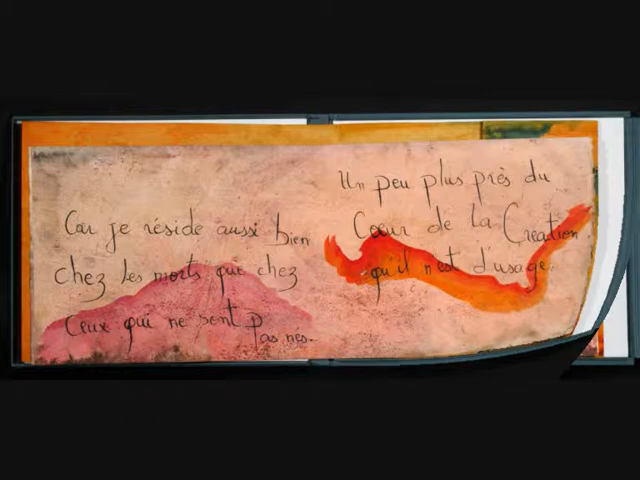 Car je réside aussi bien
chez les morts que chez
Ceux qui ne sont pas nés.
Un peu plus près du
Cœur de la Création
qu'il n'est d'usage.